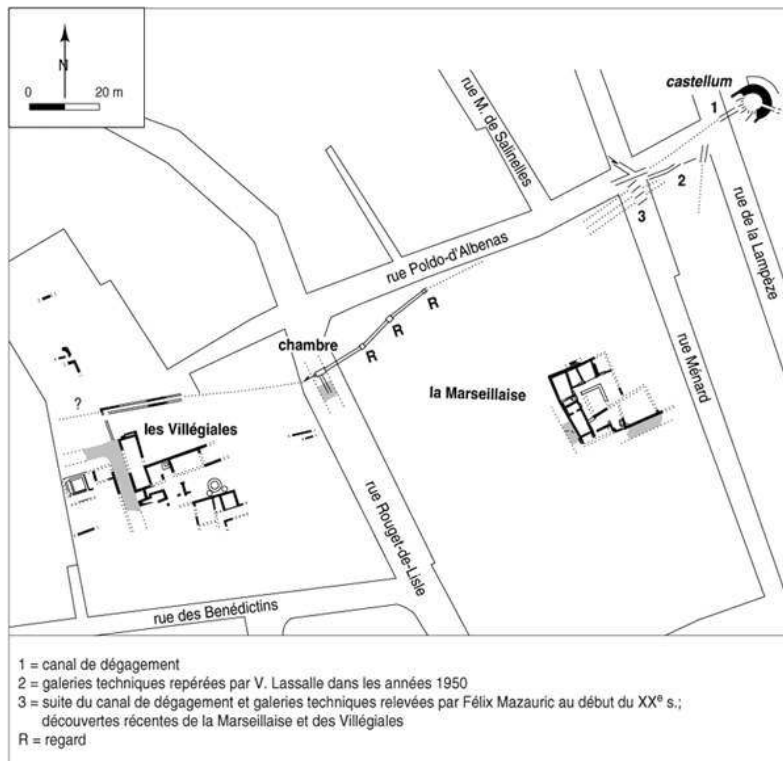 N
0 20 m
castellum
1
rue M. de Salinelles
2
3
rue de la Lampèze
rue Poldo-d'Albenas
R
R
R
chambre
rue Ménard
la Marseillaise
?
les Villégiales
rue Rouget-de-Lisle
rue des Benédictins
1 = canal de dégagement
2 = galeries techniques repérées par V. Lassalle dans les années 1950
3 = suite du canal de dégagement et galeries techniques relevées par Félix Mazauric au début du XXe s.;
découvertes récentes de la Marseillaise et des Villégiales
R = regard